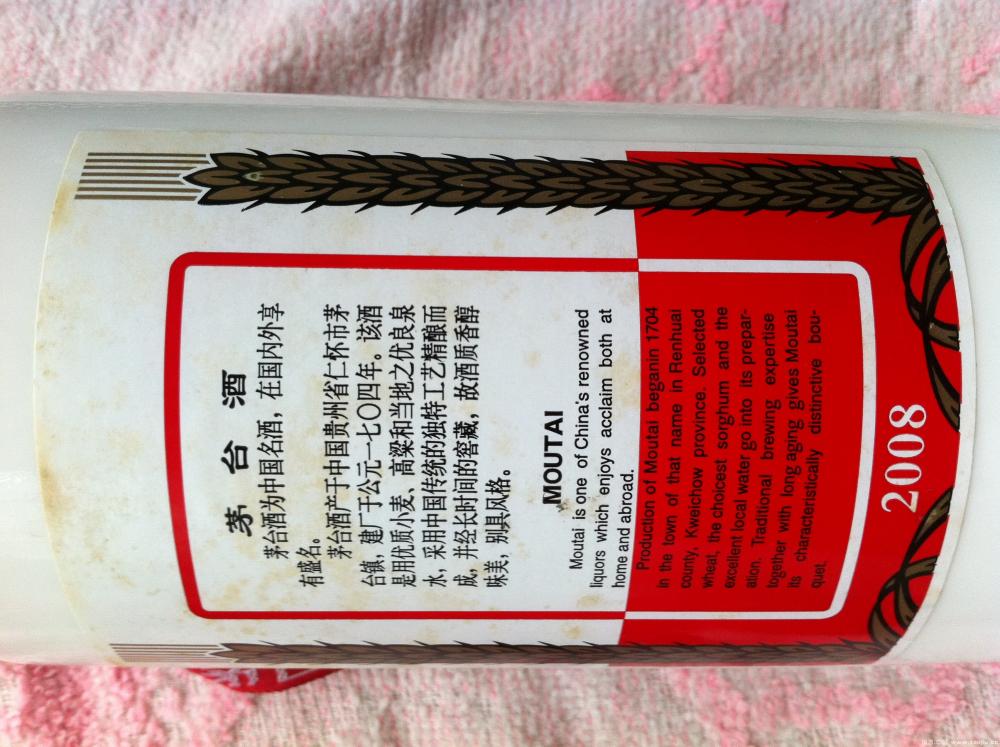 茅台酒
茅台酒为中国名酒，在国内外享
有盛名。
茅台酒产于中国贵州省仁怀市茅
台镇，建厂于公元一七〇四年。该酒
是用优质小麦、高粱和当地之优良泉
水，采用中国传统的独特工艺精酿而
成，并经长时间的窖藏，故酒质香醇
味美，别具风格。
MOUTAI
Moutai is one of China's renowned
liquors which enjoys acclaim both at
home and abroad.
Production of Moutai beganin 1704
in the town of that name in Renhuai
county, Kweichow province. Selected
wheat, the choicest sorghum and the
excellent local water go into its prepar-
ation. Traditional brewing expertise
together with long aging gives Moutai
its characteristically distinctive bou-
quet.
2008